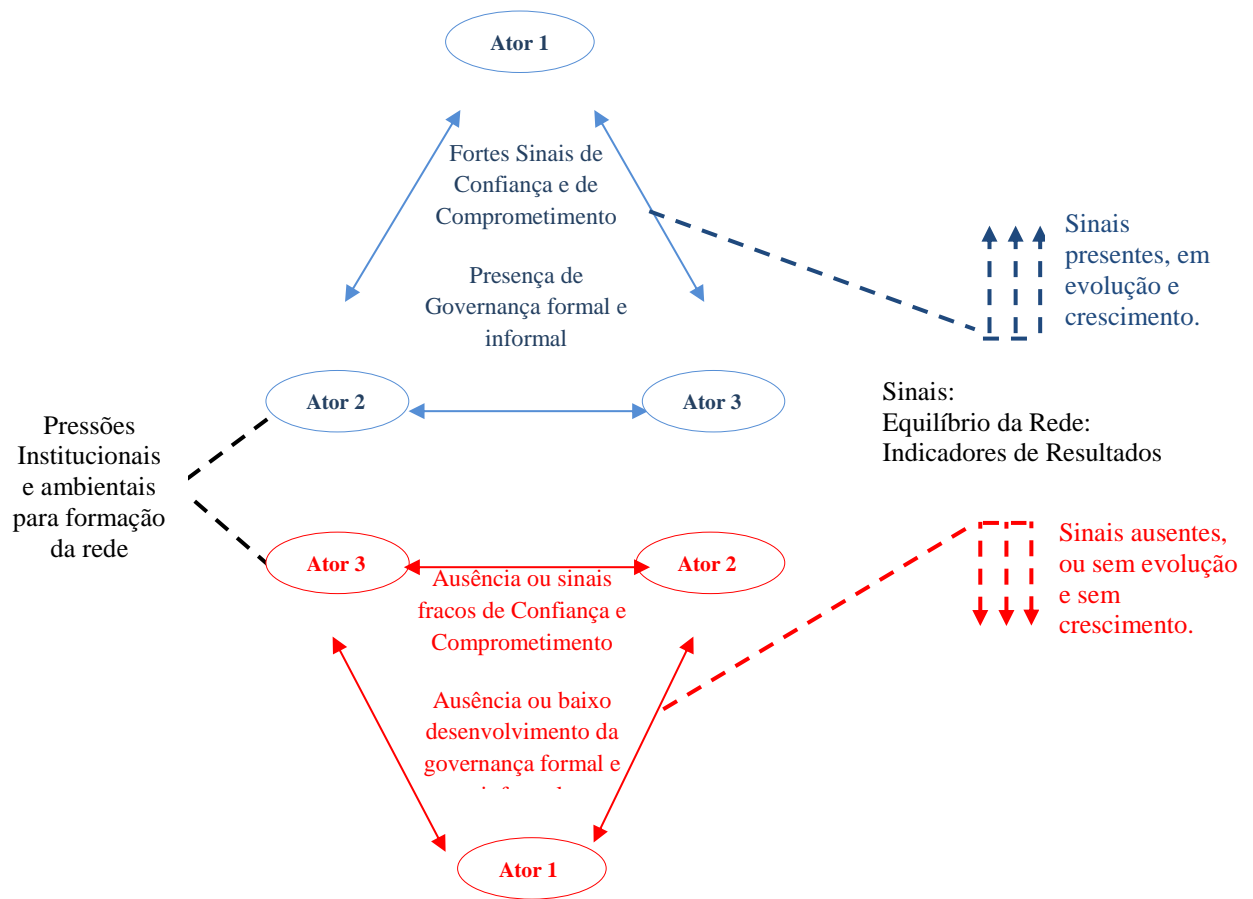 Ator 1
Fortes Sinais de
Confiança e de
Comprometimento
Presença de
Governança formal e
informal
Sinais
presentes, em
evolução e
crescimento.
Ator 2
Ator 3
Sinais:
Equilíbrio da Rede:
Indicadores de Resultados
Pressões
Institucionais
e ambientais
para formação
da rede
Ator 3
Ator 2
Ausência ou sinais
fracos de Confiança e
Comprometimento
Ausência ou baixo
desenvolvimento da
governança formal e
Sinais ausentes,
ou sem evolução
e sem
crescimento.
Ator 1